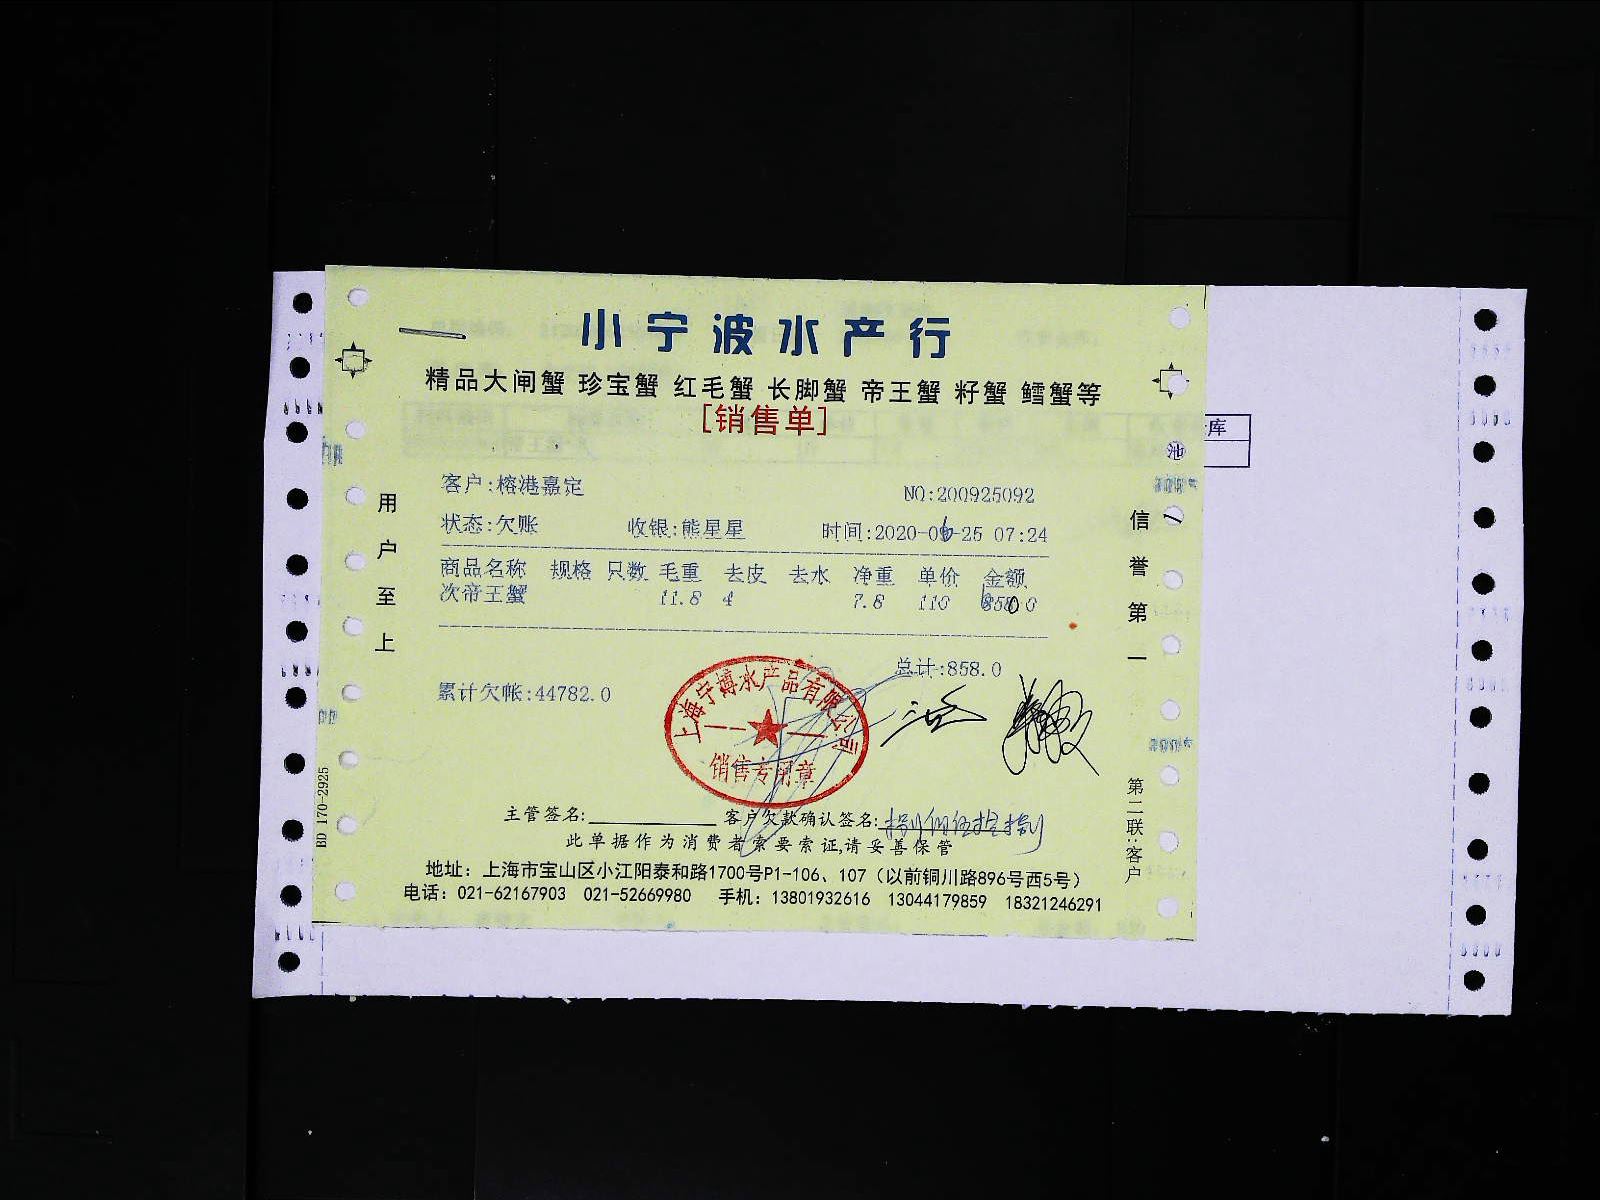 小宁波水产行
精品大闸蟹 珍宝蟹 红毛蟹 长脚蟹 帝王蟹 籽蟹 鳕蟹等
[销售单]
库
池
客户:榕港嘉定
NO:200925092
状态:欠账 收银:熊星星 时间:2020-06-25 07:24
商品名称 规格 只数 毛重 去皮 去水 净重 单价 金额
次帝王蟹 11.8 4 7.8 110
总计:858.0
累计欠帐:44782.0
上海宁搏水产品有限公司
销售专用章
主管签名: 客户欠款确认签名:
此单据作为消费者索要索证,请妥善保管
地址：上海市宝山区小江阳泰和路1700号P1-106、107（以前铜川路896号西5号）
电话：021-62167903 021-52669980 手机：13801932616 13044179859 18321246291
用户至上
信誉第一
第二联:客户
BD 170-2925